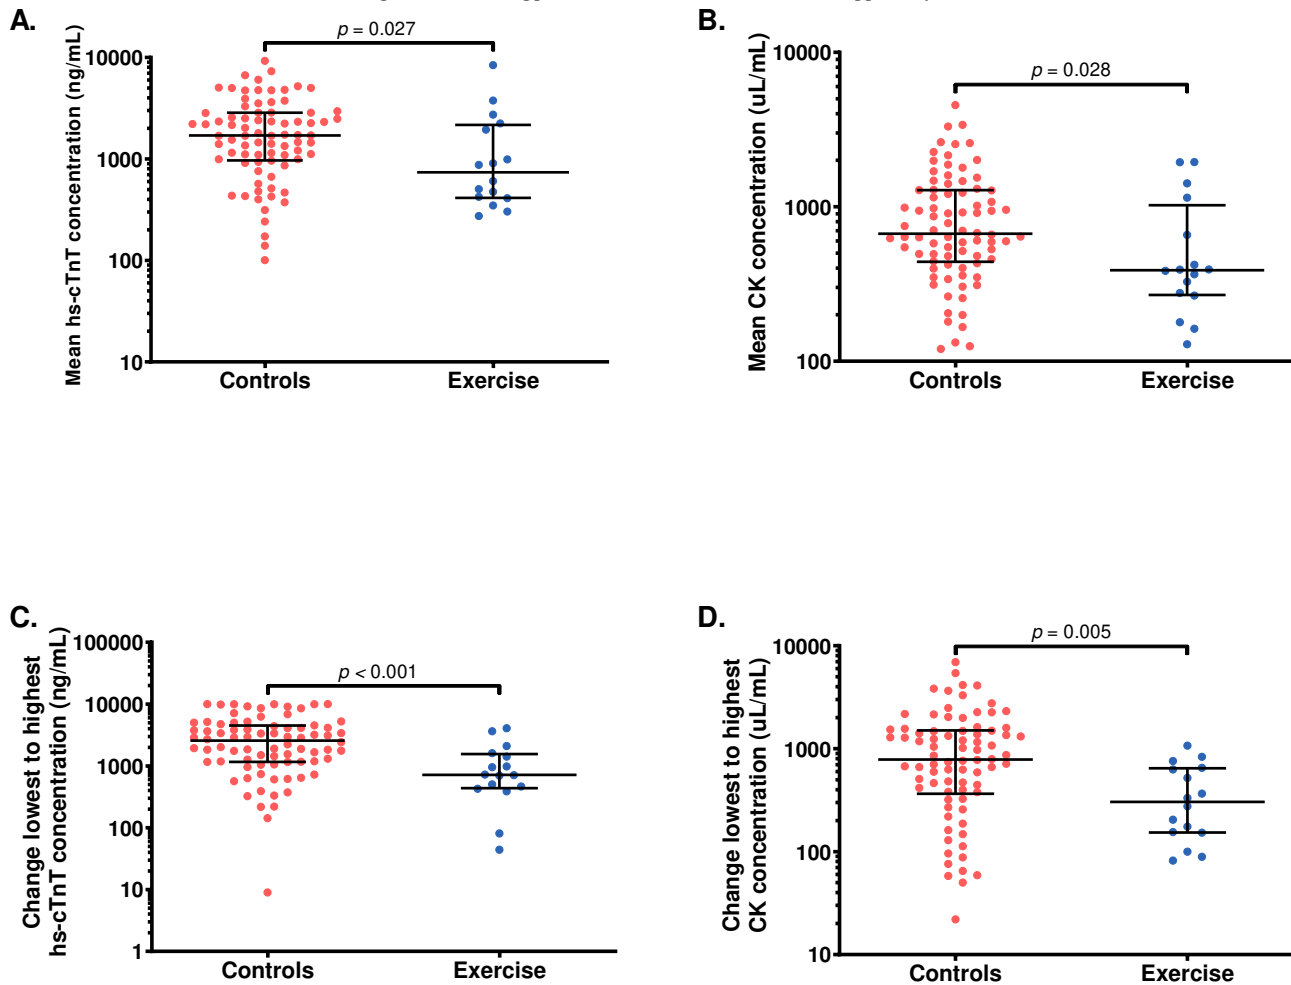 A.
p = 0.027
Mean hs-cTnT concentration (ng/mL)
10000
1000
100
10
Controls
Exercise
B.
p = 0.028
Mean CK concentration (uL/mL)
10000
1000
100
Controls
Exercise
C.
p < 0.001
Change lowest to highest
hs-cTnT concentration (ng/mL)
100000
10000
1000
100
10
1
Controls
Exercise
D.
p = 0.005
Change lowest to highest
CK concentration (uL/mL)
10000
1000
100
10
Controls
Exercise